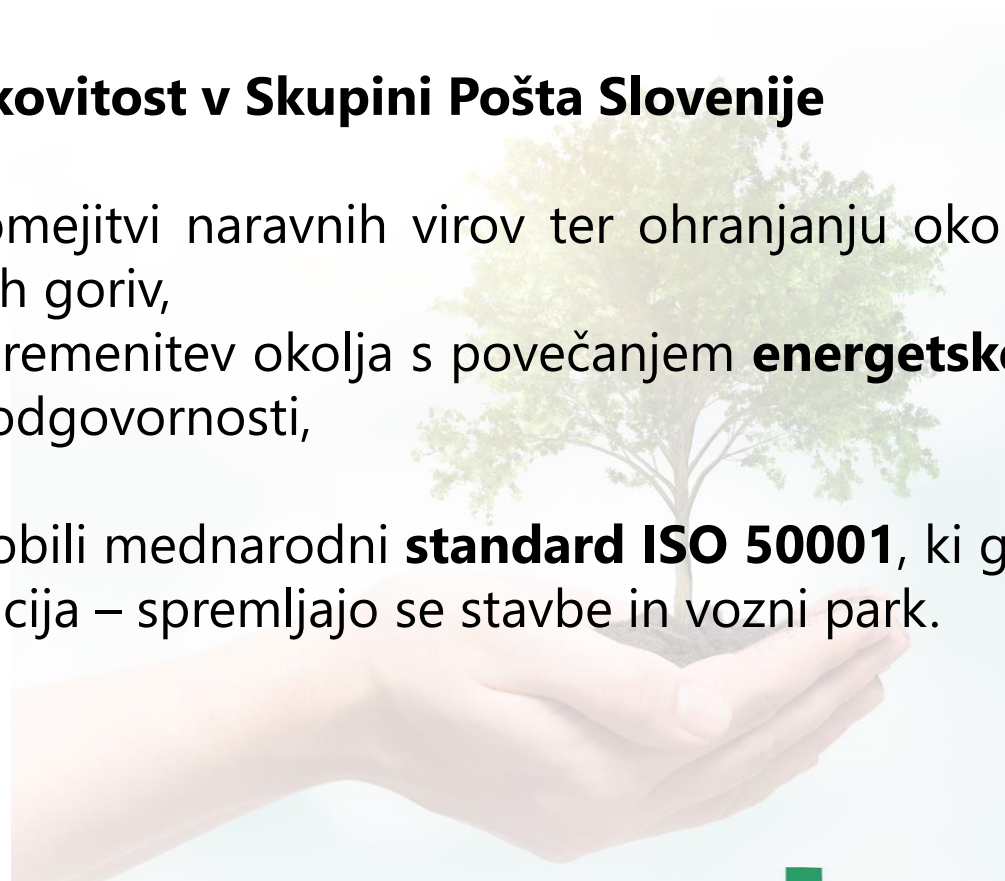 kovitost v Skupini Pošta Slovenije
omejitvi naravnih virov ter ohranjanju oko
h goriv,
remenitev okolja s povečanjem energetske
odgovornosti,
obili mednarodni standard ISO 50001, ki g
cija – spremljajo se stavbe in vozni park.